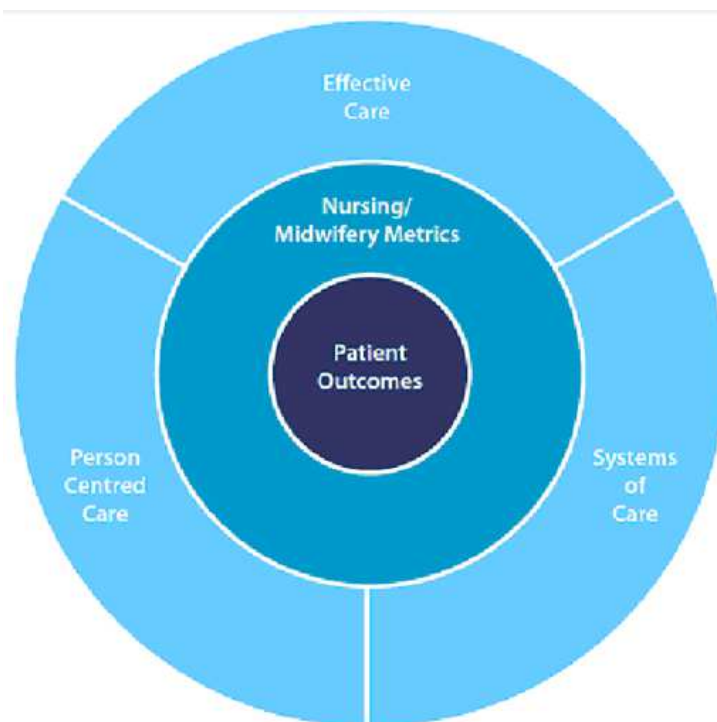 Effective
Care
Nursing/
Midwifery Metrics
Patient
Outcomes
Person
Centred
Care
Systems
of
Care